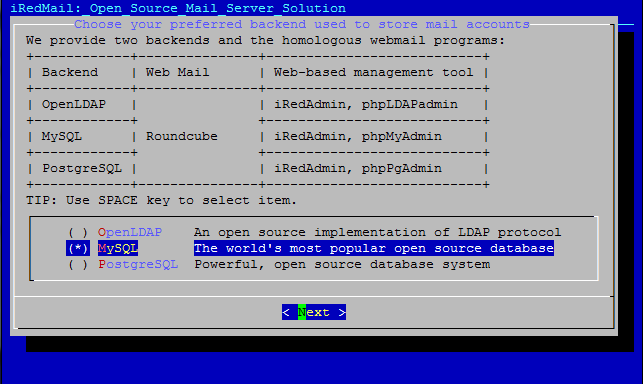 iRedMail: Open Source Mail Server Solution
Choose your preferred backend used to store mail accounts
We provide two backends and the homologous webmail programs:
+-------------+----------------+-----------------------------+
| Backend | Web Mail | Web-based management tool |
+-------------+----------------+-----------------------------+
| OpenLDAP | | iRedAdmin, phpLDAPadmin |
+-------------+ +-----------------------------+
| MySQL | Roundcube | iRedAdmin, phpMyAdmin |
+-------------+ +-----------------------------+
| PostgreSQL | | iRedAdmin, phpPgAdmin |
+-------------+----------------+-----------------------------+
TIP: Use SPACE key to select item.
( ) OpenLDAP An open source implementation of LDAP protocol
(*) MySQL The world's most popular open source database
( ) PostgreSQL Powerful, open source database system
< Next >